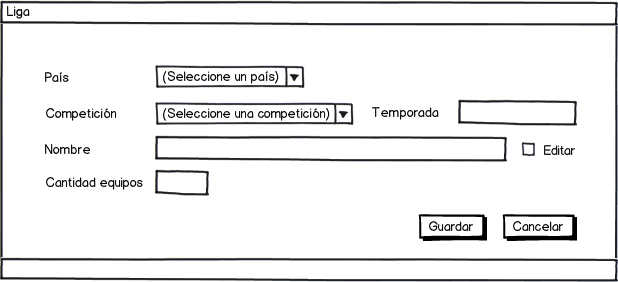 Liga
País (Seleccione un país)
Competición (Seleccione una competición) Temporada
Nombre Editar
Cantidad equipos
Guardar Cancelar